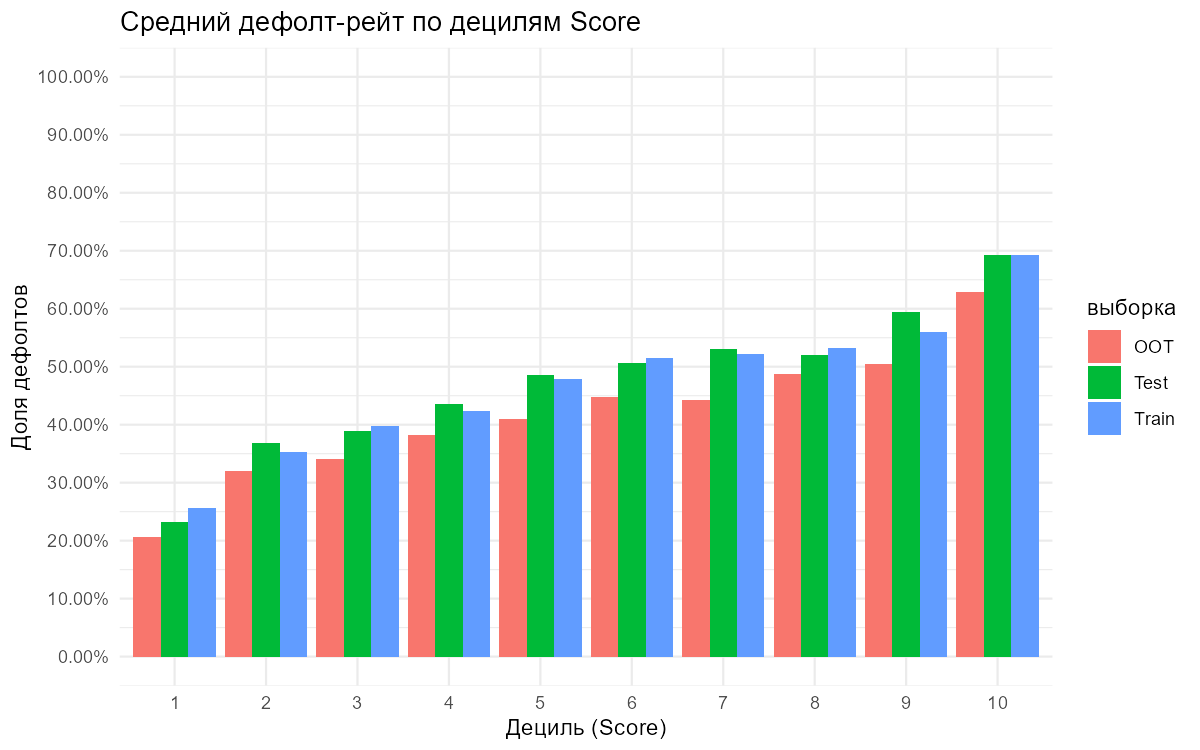 Средний дефолт-рейт по децилям Score
100.00%
90.00%
80.00%
70.00%
60.00%
50.00%
40.00%
30.00%
20.00%
10.00%
0.00%
Доля дефолтов
1 2 3 4 5 6 7 8 9 10
Дециль (Score)
выборка
OOT
Test
Train